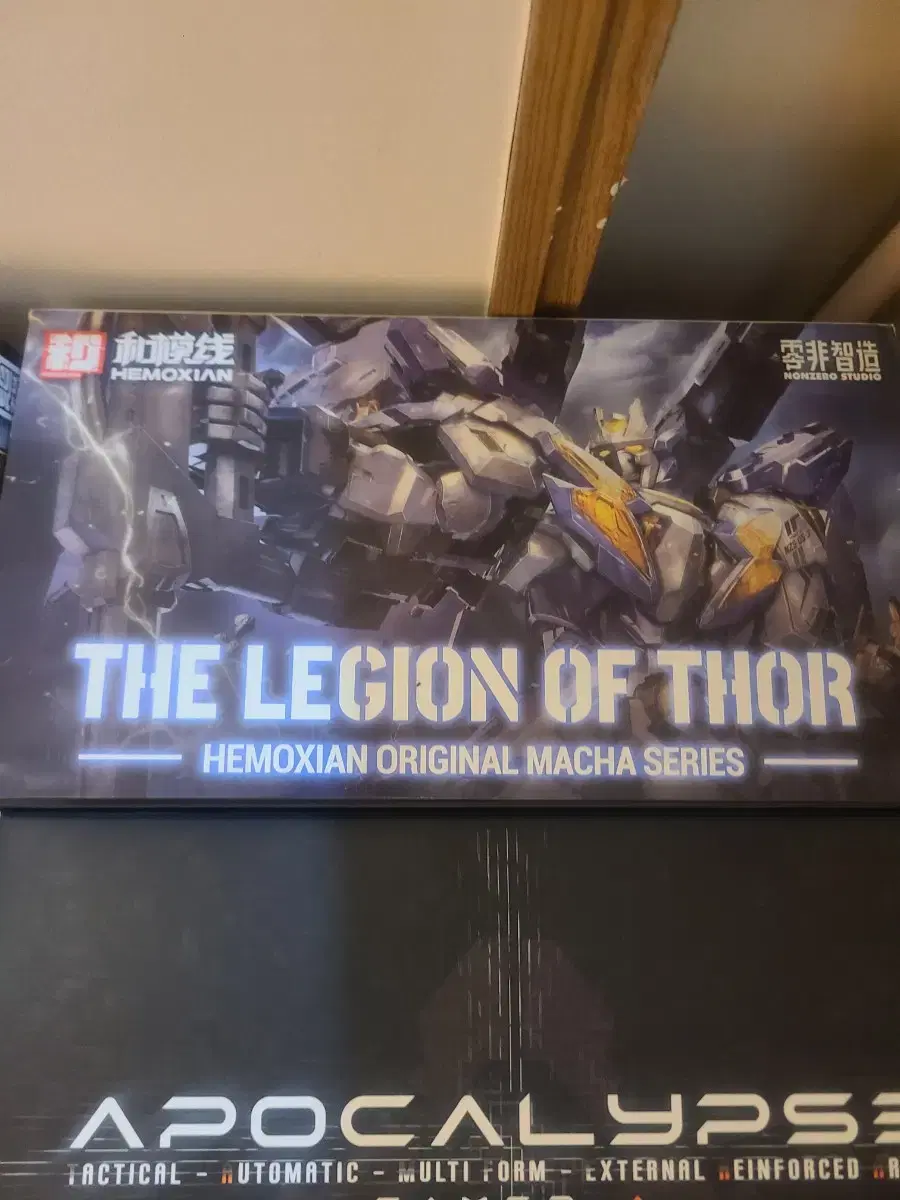 和模线
HEMOXIAN
零非智造
NONZERO STUDIO
THE LEGION OF THOR
HEMOXIAN ORIGINAL MACHA SERIES
APOCALYPSE
TACTICAL - AUTOMATIC - MULTI FORM - EXTERNAL REINFORCED